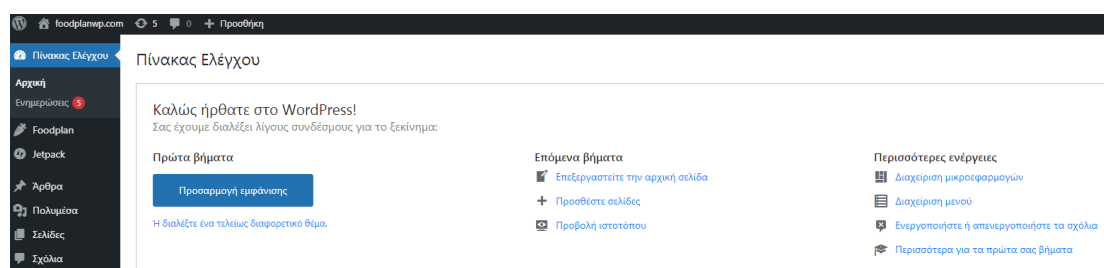 foodplanwp.com 5 0 + Προσθήκη
Πίνακας Ελέγχου
Αρχική
Ενημερώσεις 5
Foodplan
Jetpack
Άρθρα
Πολυμέσα
Σελίδες
Σχόλια
Πίνακας Ελέγχου
Καλώς ήρθατε στο WordPress!
Σας έχουμε διαλέξει λίγους συνδέσμους για το ξεκίνημα:
Πρώτα βήματα
Προσαρμογή εμφάνισης
Ή διαλέξτε ένα τελείως διαφορετικό θέμα.
Επόμενα βήματα
Επεξεργαστείτε την αρχική σελίδα
Προσθέστε σελίδες
Προβολή ιστοτόπου
Περισσότερες ενέργειες
Διαχείριση μικροεφαρμογών
Διαχείριση μενού
Ενεργοποιήστε ή απενεργοποιήστε τα σχόλια
Περισσότερα για τα πρώτα σας βήματα